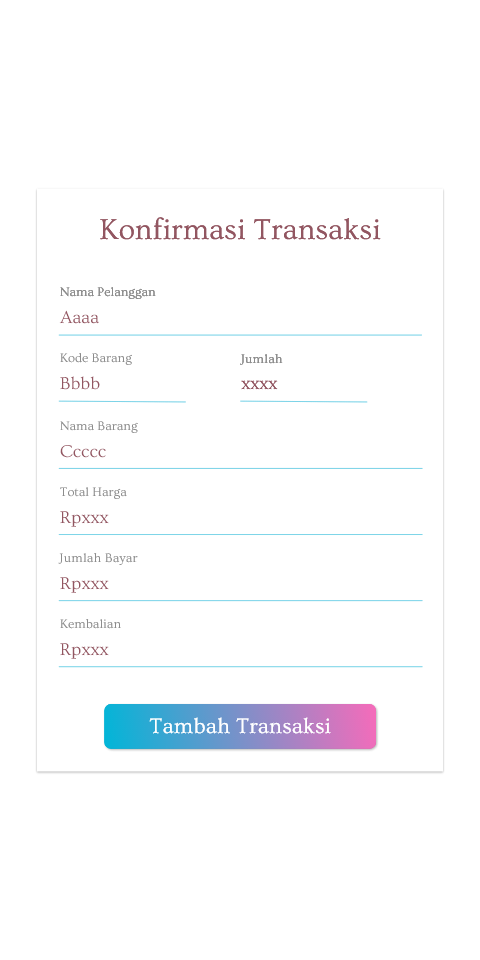 Konfirmasi Transaksi
Nama Pelanggan
Aaaa
Kode Barang
Jumlah
Bbbb
xxxx
Nama Barang
Ccccc
Total Harga
Rpxxx
Jumlah Bayar
Rpxxx
Kembalian
Rpxxx
Tambah Transaksi